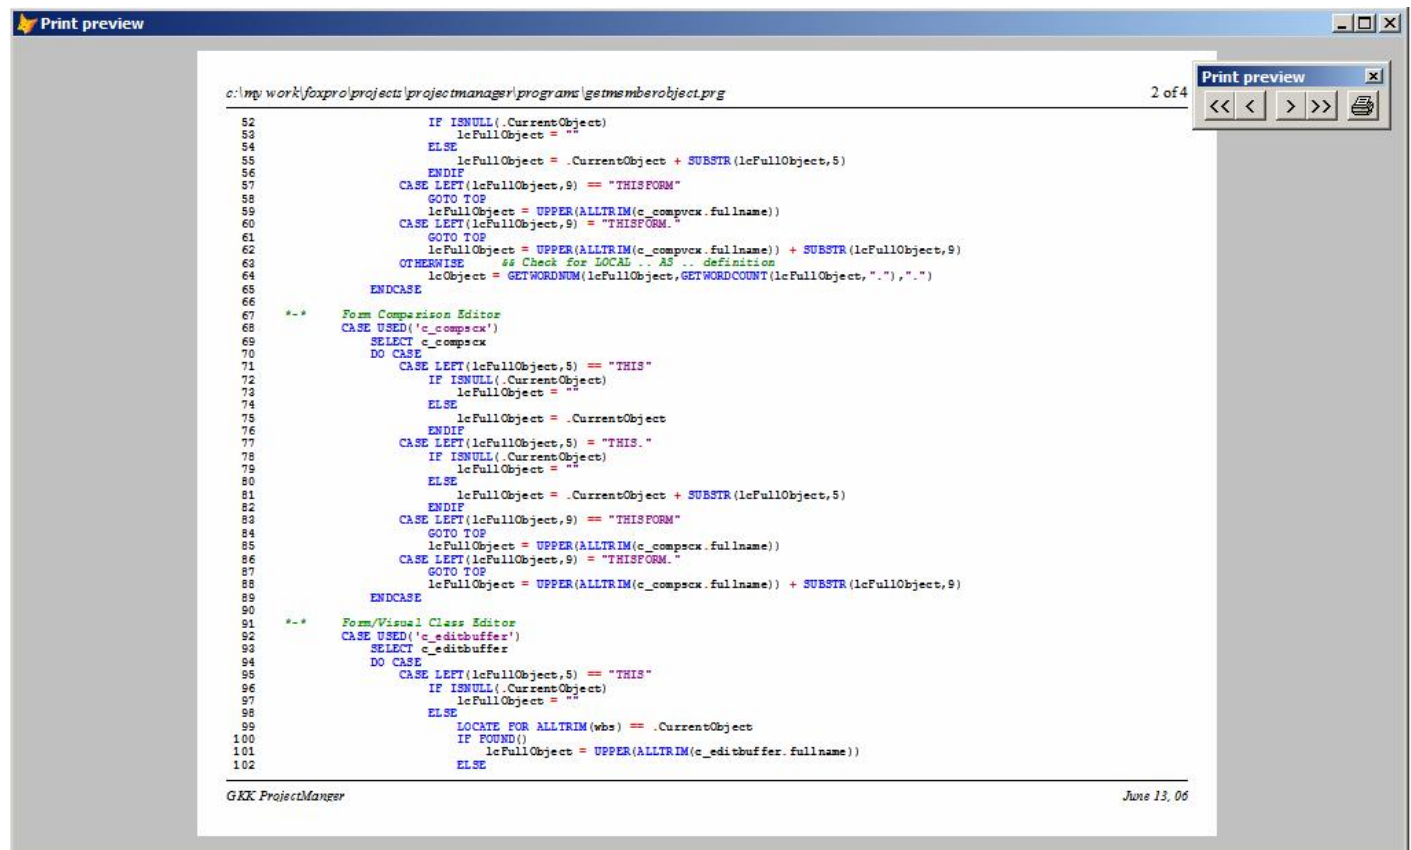 Print preview
Print preview
<< < > >>
c:\my work\foxpro\projects\projectmanager\programs\getmemberobject.prg 2 of 4
52 IF ISNULL(.CurrentObject)
53 lcFullObject = ""
54 ELSE
55 lcFullObject = .CurrentObject + SUBSTR(lcFullObject,5)
56 ENDIF
57 CASE LEFT(lcFullObject,9) == "THISFORM"
58 GOTO TOP
59 lcFullObject = UPPER(ALLTRIM(c_compvcx.fullname))
60 CASE LEFT(lcFullObject,9) = "THISFORM."
61 GOTO TOP
62 lcFullObject = UPPER(ALLTRIM(c_compvcx.fullname)) + SUBSTR(lcFullObject,9)
63 OTHERWISE && Check for LOCAL .. AS .. definition
64 lcObject = GETWORDNUM(lcFullObject,GETWORDCOUNT(lcFullObject,"."),".")
65 ENDCASE
66
67 *-* Form Comparison Editor
68 CASE USED('c_compscx')
69 SELECT c_compscx
70 DO CASE
71 CASE LEFT(lcFullObject,5) == "THIS"
72 IF ISNULL(.CurrentObject)
73 lcFullObject = ""
74 ELSE
75 lcFullObject = .CurrentObject
76 ENDIF
77 CASE LEFT(lcFullObject,5) = "THIS."
78 IF ISNULL(.CurrentObject)
79 lcFullObject = ""
80 ELSE
81 lcFullObject = .CurrentObject + SUBSTR(lcFullObject,5)
82 ENDIF
83 CASE LEFT(lcFullObject,9) == "THISFORM"
84 GOTO TOP
85 lcFullObject = UPPER(ALLTRIM(c_compscx.fullname))
86 CASE LEFT(lcFullObject,9) = "THISFORM."
87 GOTO TOP
88 lcFullObject = UPPER(ALLTRIM(c_compscx.fullname)) + SUBSTR(lcFullObject,9)
89 ENDCASE
90
91 *-* Form/Visual Class Editor
92 CASE USED('c_editbuffer')
93 SELECT c_editbuffer
94 DO CASE
95 CASE LEFT(lcFullObject,5) == "THIS"
96 IF ISNULL(.CurrentObject)
97 lcFullObject = ""
98 ELSE
99 LOCATE FOR ALLTRIM(wbs) == .CurrentObject
100 IF FOUND()
101 lcFullObject = UPPER(ALLTRIM(c_editbuffer.fullname))
102 ELSE
GKK ProjectManger June 13, 06